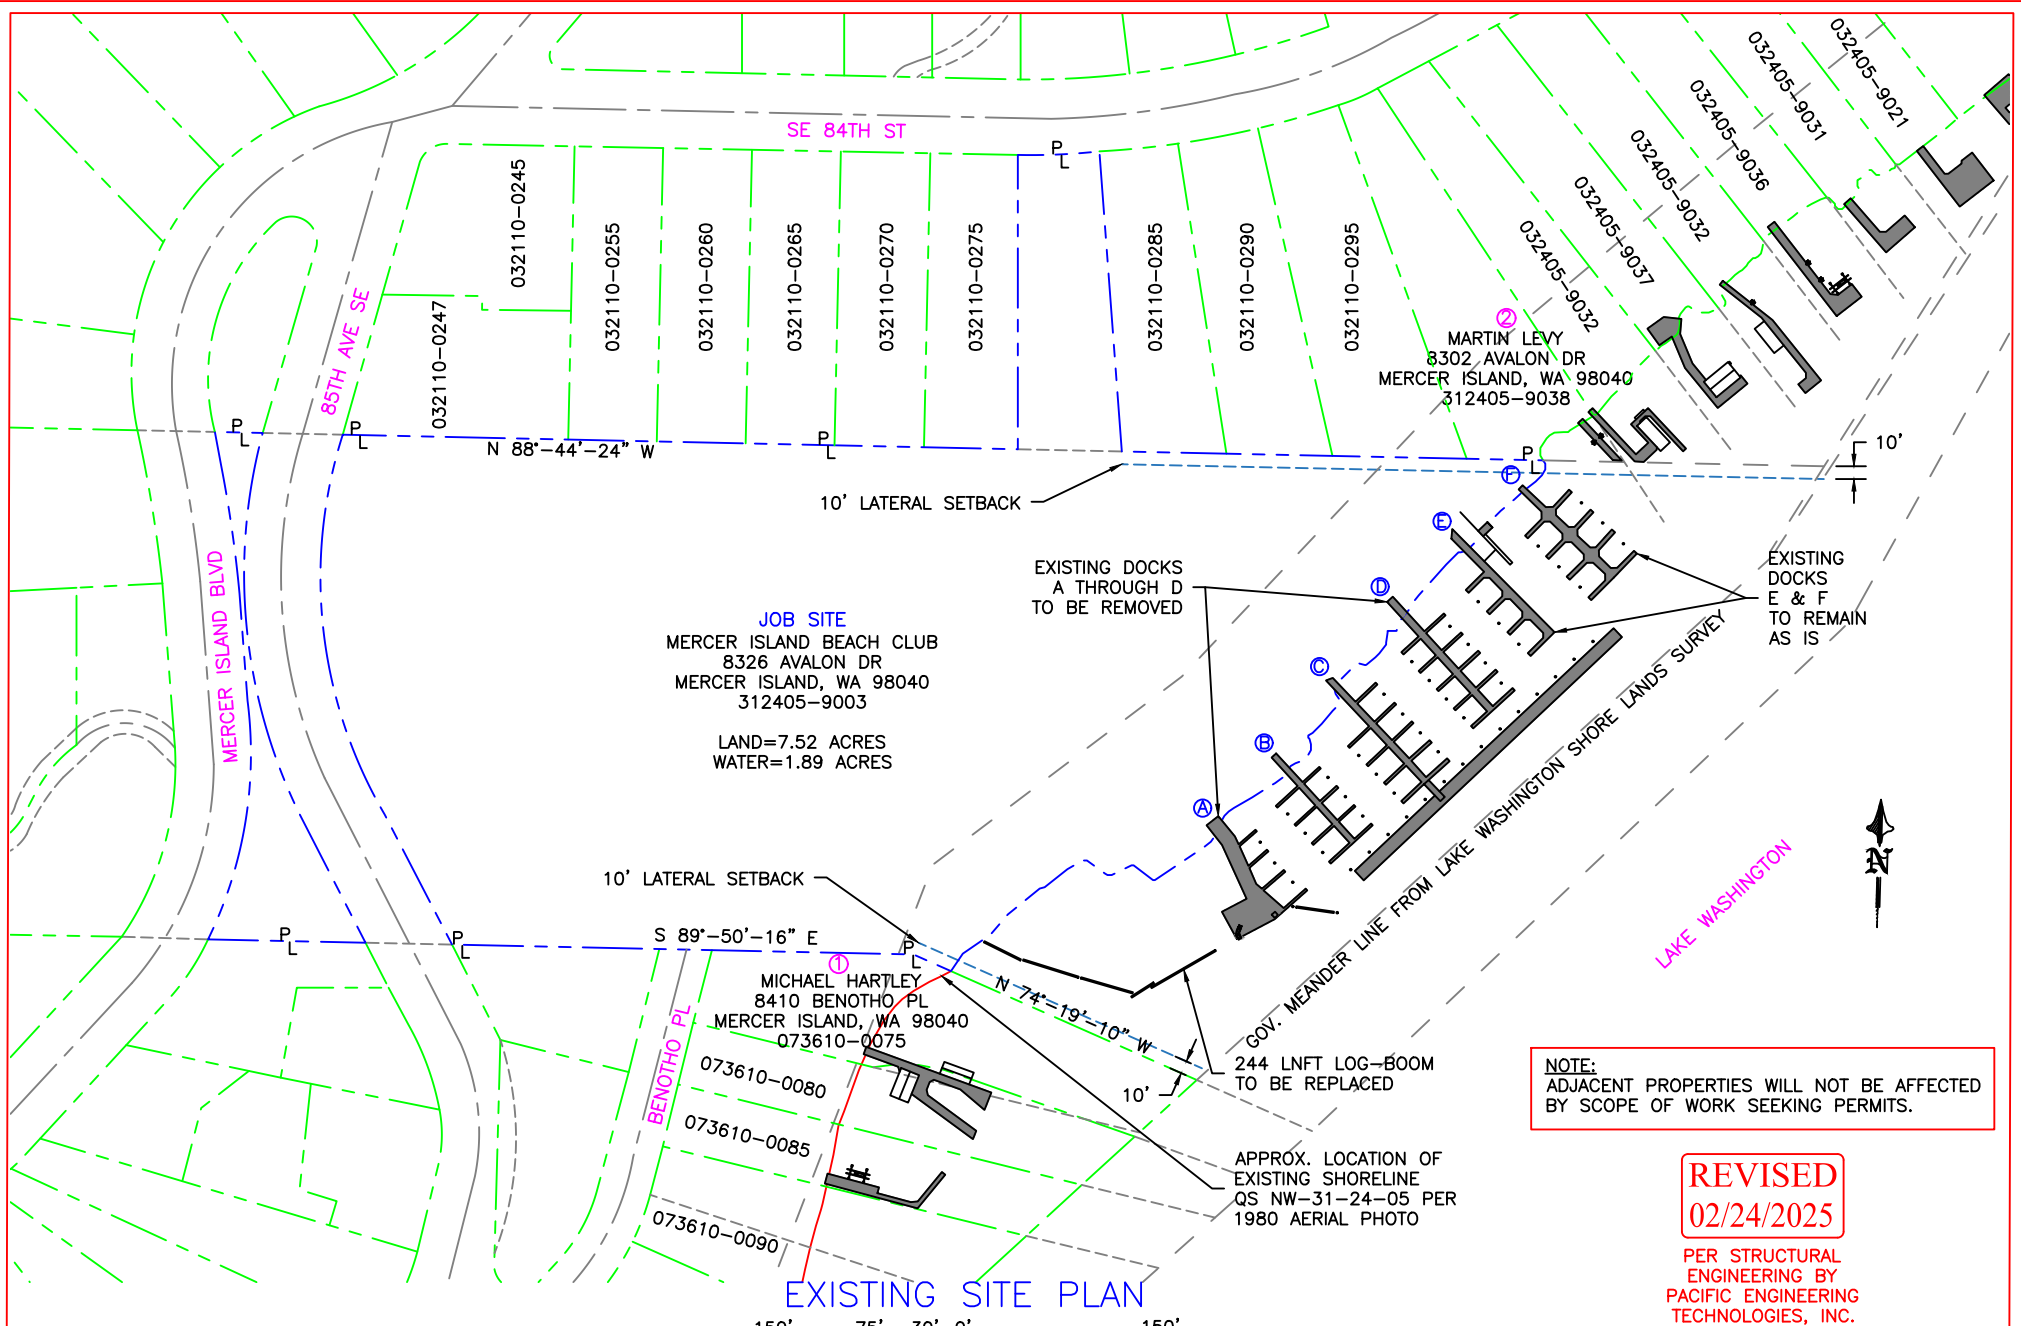 SE 84TH ST
P
L
032405-9021
032405-9031
032405-9036
032405-9032
032405-9037
032405-9032
032110-0245
032110-0247
032110-0255
032110-0260
032110-0265
032110-0270
032110-0275
032110-0285
032110-0290
032110-0295
85TH AVE SE
MERCER ISLAND BLVD
2
MARTIN LEVY
8302 AVALON DR
MERCER ISLAND, WA 98040
312405-9038
P
L
P
L
P
L
P
L
N 88°-44'-24" W
10'
10' LATERAL SETBACK
F
E
D
C
B
A
EXISTING DOCKS
A THROUGH D
TO BE REMOVED
EXISTING
DOCKS
E & F
TO REMAIN
AS IS
JOB SITE
MERCER ISLAND BEACH CLUB
8326 AVALON DR
MERCER ISLAND, WA 98040
312405-9003
LAND=7.52 ACRES
WATER=1.89 ACRES
GOV. MEANDER LINE FROM LAKE WASHINGTON SHORE LANDS SURVEY
LAKE WASHINGTON
N
10' LATERAL SETBACK
P
L
P
L
S 89°-50'-16" E
P
L
1
MICHAEL HARTLEY
8410 BENOTHO PL
MERCER ISLAND, WA 98040
073610-0075
N 74°-19'-10" W
BENOTHO PL
073610-0080
073610-0085
073610-0090
10'
244 LNFT LOG-BOOM
TO BE REPLACED
APPROX. LOCATION OF
EXISTING SHORELINE
QS NW-31-24-05 PER
1980 AERIAL PHOTO
NOTE:
ADJACENT PROPERTIES WILL NOT BE AFFECTED
BY SCOPE OF WORK SEEKING PERMITS.
REVISED
02/24/2025
PER STRUCTURAL
ENGINEERING BY
PACIFIC ENGINEERING
TECHNOLOGIES, INC.
EXISTING SITE PLAN
150' 75' 30' 0' 150'